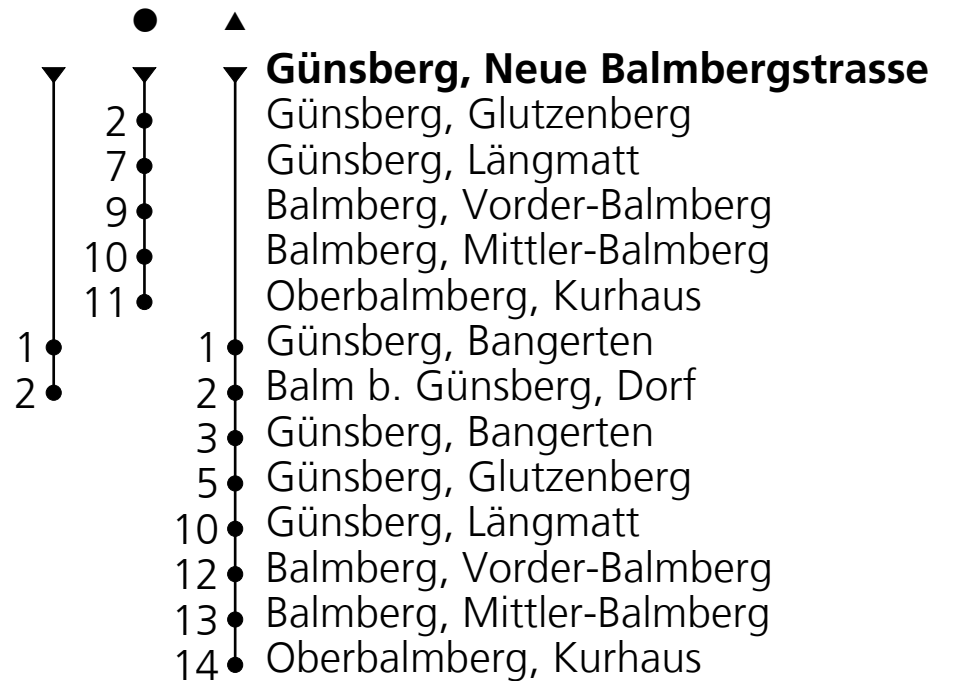 Günsberg, Neue Balmbergstrasse
2 Günsberg, Glutzenberg
7 Günsberg, Längmatt
9 Balmberg, Vorder-Balmberg
10 Balmberg, Mittler-Balmberg
11 Oberbalmberg, Kurhaus
1 1 Günsberg, Bangerten
2 2 Balm b. Günsberg, Dorf
3 Günsberg, Bangerten
5 Günsberg, Glutzenberg
10 Günsberg, Längmatt
12 Balmberg, Vorder-Balmberg
13 Balmberg, Mittler-Balmberg
14 Oberbalmberg, Kurhaus